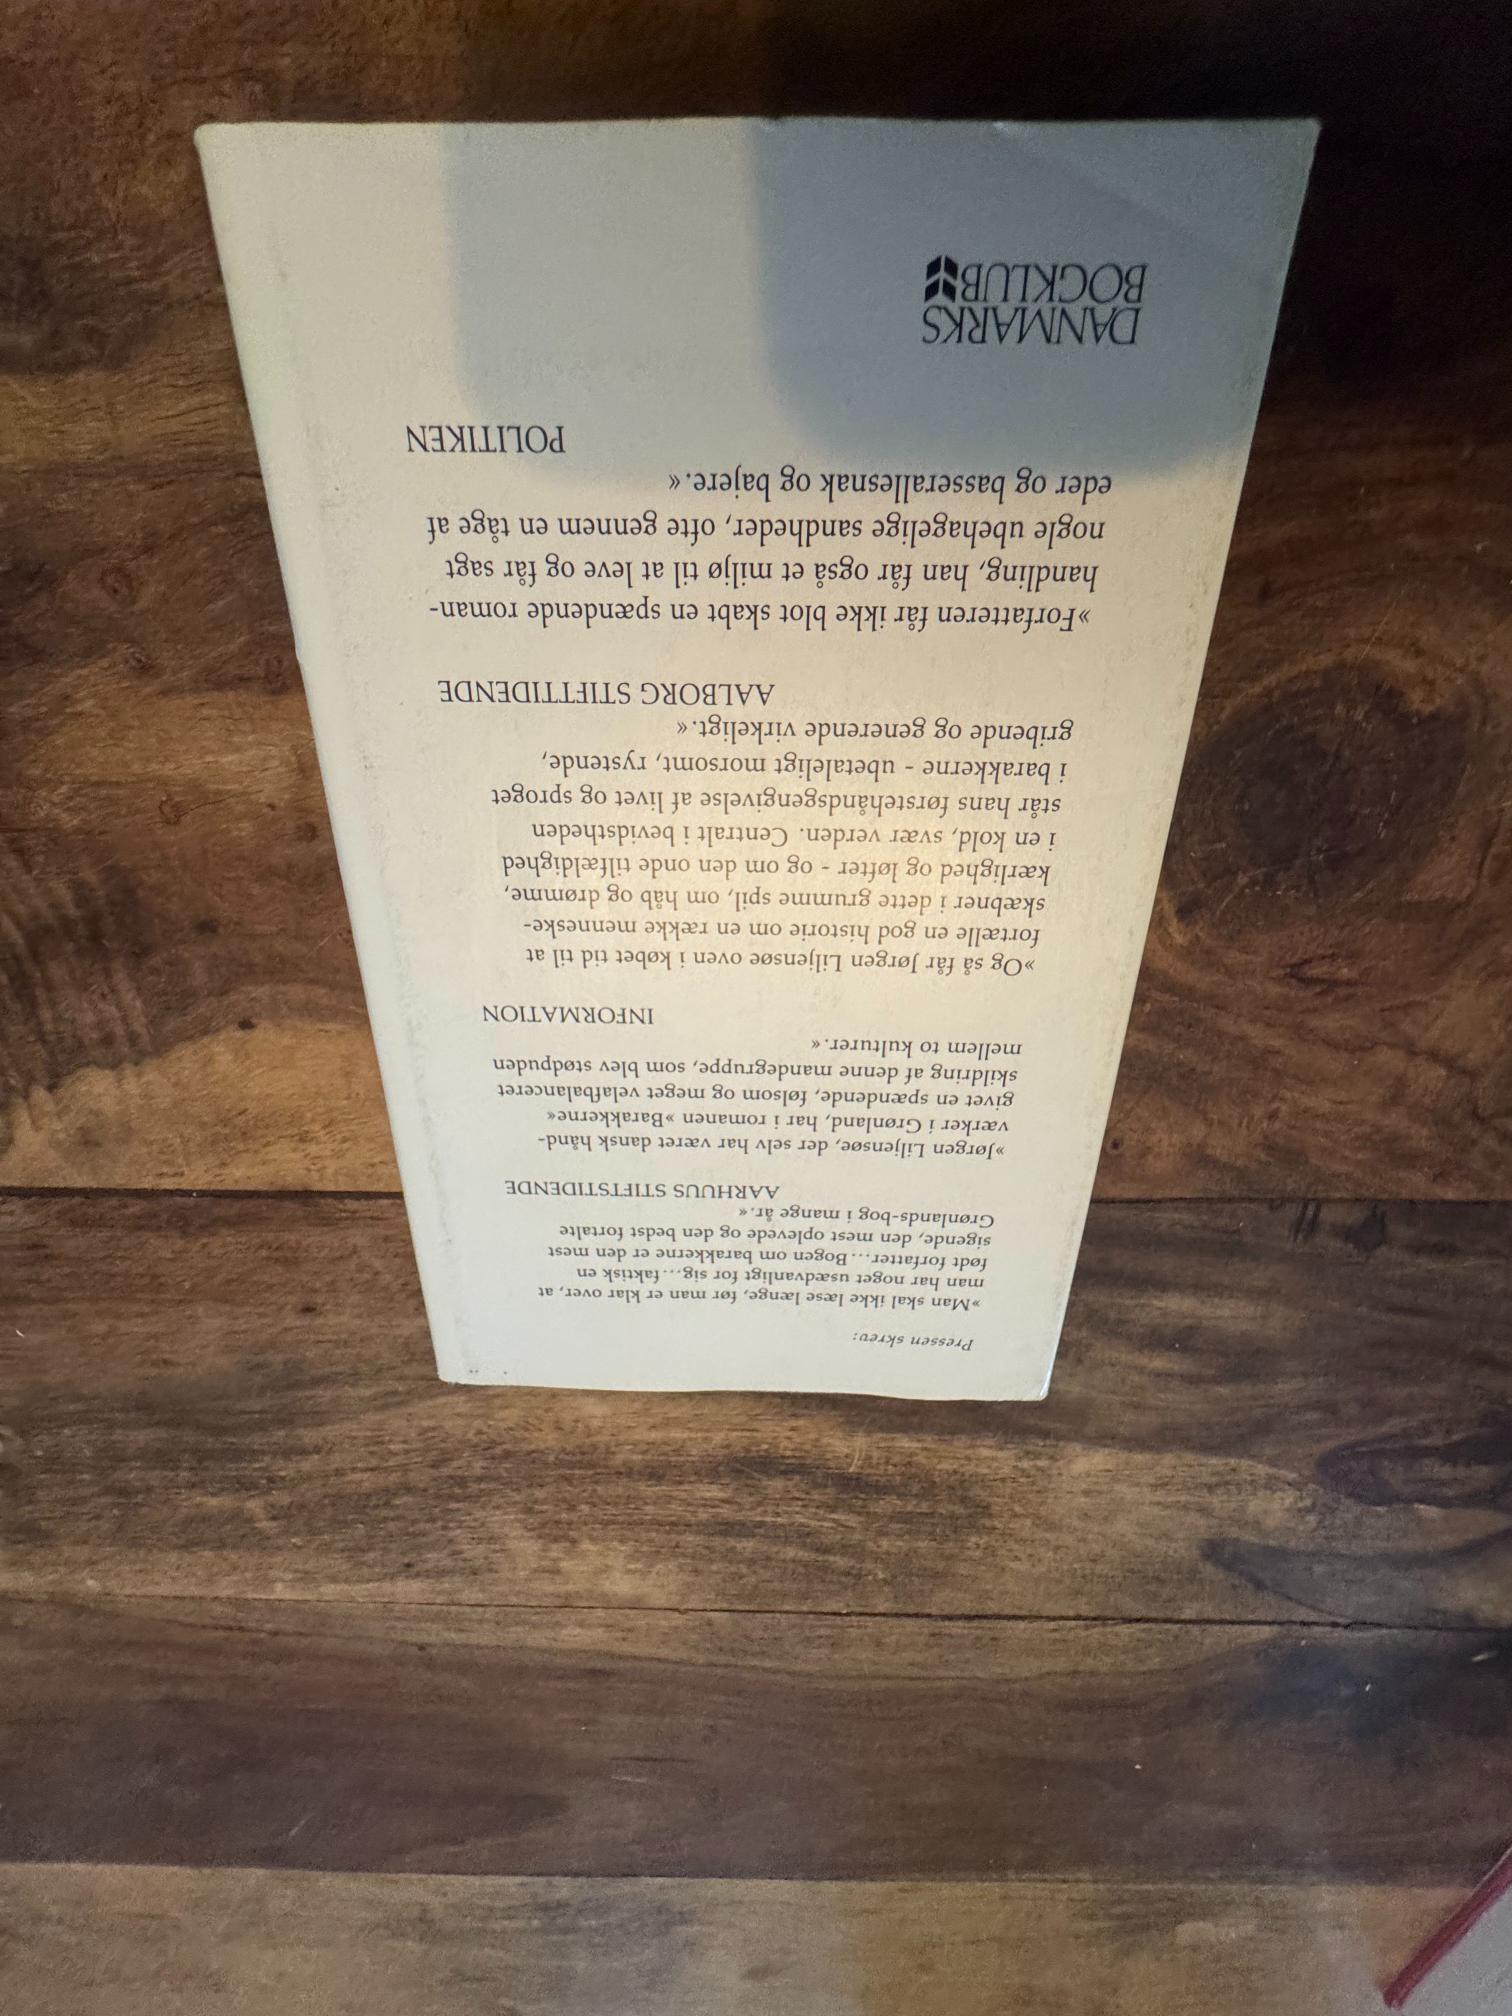 Pressen skrev:
»Man skal ikke læse længe, før man er klar over, at
man har noget usædvanligt for sig...faktisk en
født forfatter....Bogen om barakkerne er den mest
sigende, den mest oplevede og den bedst fortalte
Grønlands-bog i mange år.«
AARHUUS STIFTSTIDENDE
»Jørgen Liljensøe, der selv har været dansk hånd-
værker i Grønland, har i romanen »Barakkerne«
givet en spændende, følsom og meget velafbalanceret
skildring af denne mandegruppe, som blev stødpuden
mellem to kulturer.«
INFORMATION
»Og så får Jørgen Liljensøe oven i købet tid til at
fortælle en god historie om en række menneske-
skæbner i dette grumme spil, om håb og drømme,
kærlighed og løfter - og om den onde tilfældighed
i en kold, svær verden. Centralt i bevidstheden
står hans førstehåndsgengivelse af livet og sproget
i barakkerne - ubetaleligt morsomt, rystende,
gribende og generende virkeligt.«
AALBORG STIFTTIDENDE
»Forfatteren får ikke blot skabt en spændende roman-
handling, han får også et miljø til at leve og får sagt
nogle ubehagelige sandheder, ofte gennem en tåge af
eder og basserallesnak og bajere.«
POLITIKEN
DANMARKS
BOGKLUB